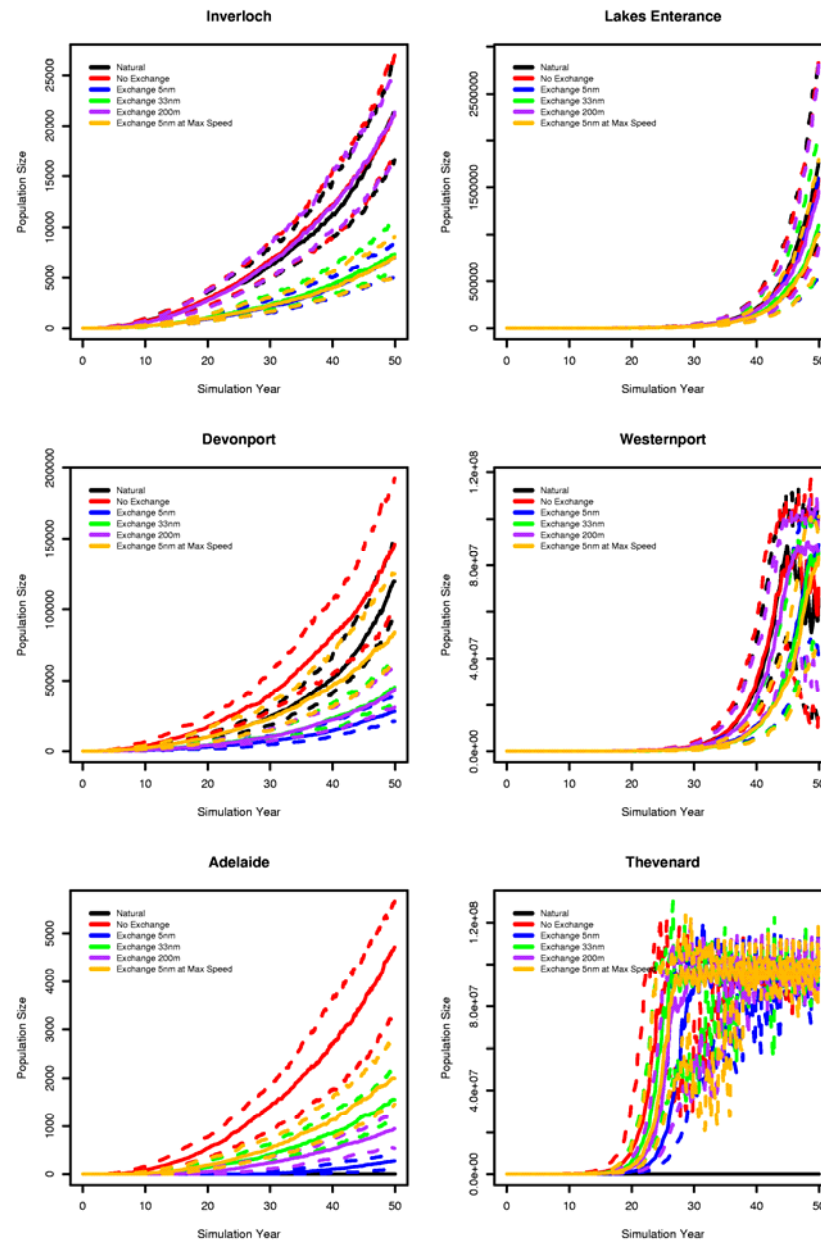 Inverloch
Natural
No Exchange
Exchange 5nm
Exchange 33nm
Exchange 200m
Exchange 5nm at Max Speed
Population Size
0 5000 10000 15000 20000 25000
0 10 20 30 40 50
Simulation Year
Lakes Enterance
Natural
No Exchange
Exchange 5nm
Exchange 33nm
Exchange 200m
Exchange 5nm at Max Speed
Population Size
0 500000 1500000 2500000
0 10 20 30 40 50
Simulation Year
Devonport
Natural
No Exchange
Exchange 5nm
Exchange 33nm
Exchange 200m
Exchange 5nm at Max Speed
Population Size
0 50000 100000 150000 200000
0 10 20 30 40 50
Simulation Year
Westernport
Natural
No Exchange
Exchange 5nm
Exchange 33nm
Exchange 200m
Exchange 5nm at Max Speed
Population Size
0.0e+00 4.0e+07 8.0e+07 1.2e+08
0 10 20 30 40 50
Simulation Year
Adelaide
Natural
No Exchange
Exchange 5nm
Exchange 33nm
Exchange 200m
Exchange 5nm at Max Speed
Population Size
0 1000 2000 3000 4000 5000
0 10 20 30 40 50
Simulation Year
Thevenard
Natural
No Exchange
Exchange 5nm
Exchange 33nm
Exchange 200m
Exchange 5nm at Max Speed
Population Size
0.0e+00 4.0e+07 8.0e+07 1.2e+08
0 10 20 30 40 50
Simulation Year